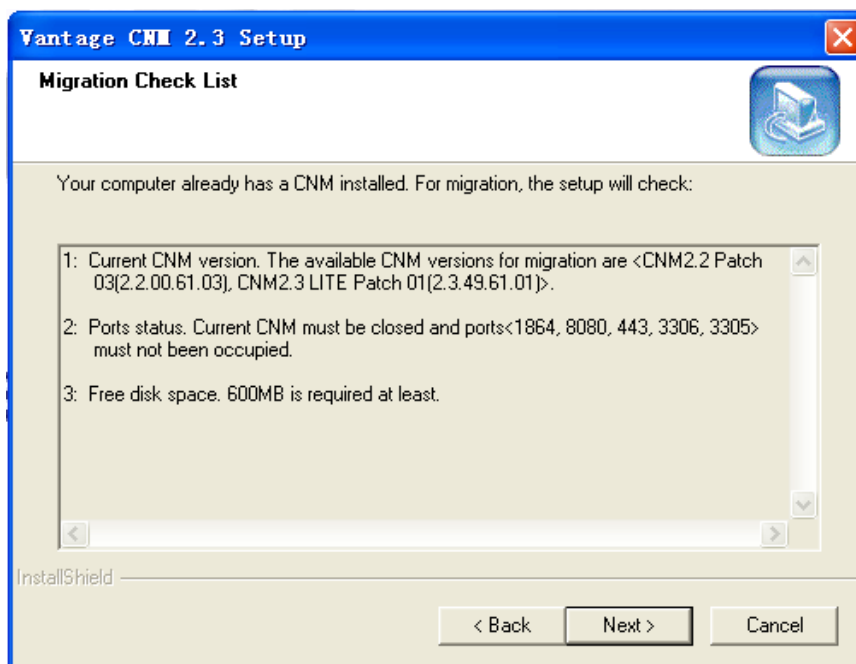 Vantage CNM 2.3 Setup
Migration Check List
Your computer already has a CNM installed. For migration, the setup will check:
1: Current CNM version. The available CNM versions for migration are <CNM2.2 Patch
03(2.2.00.61.03), CNM2.3 LITE Patch 01(2.3.49.61.01)>.
2: Ports status. Current CNM must be closed and ports<1864, 8080, 443, 3306, 3305>
must not been occupied.
3: Free disk space. 600MB is required at least.
InstallShield
< Back Next > Cancel